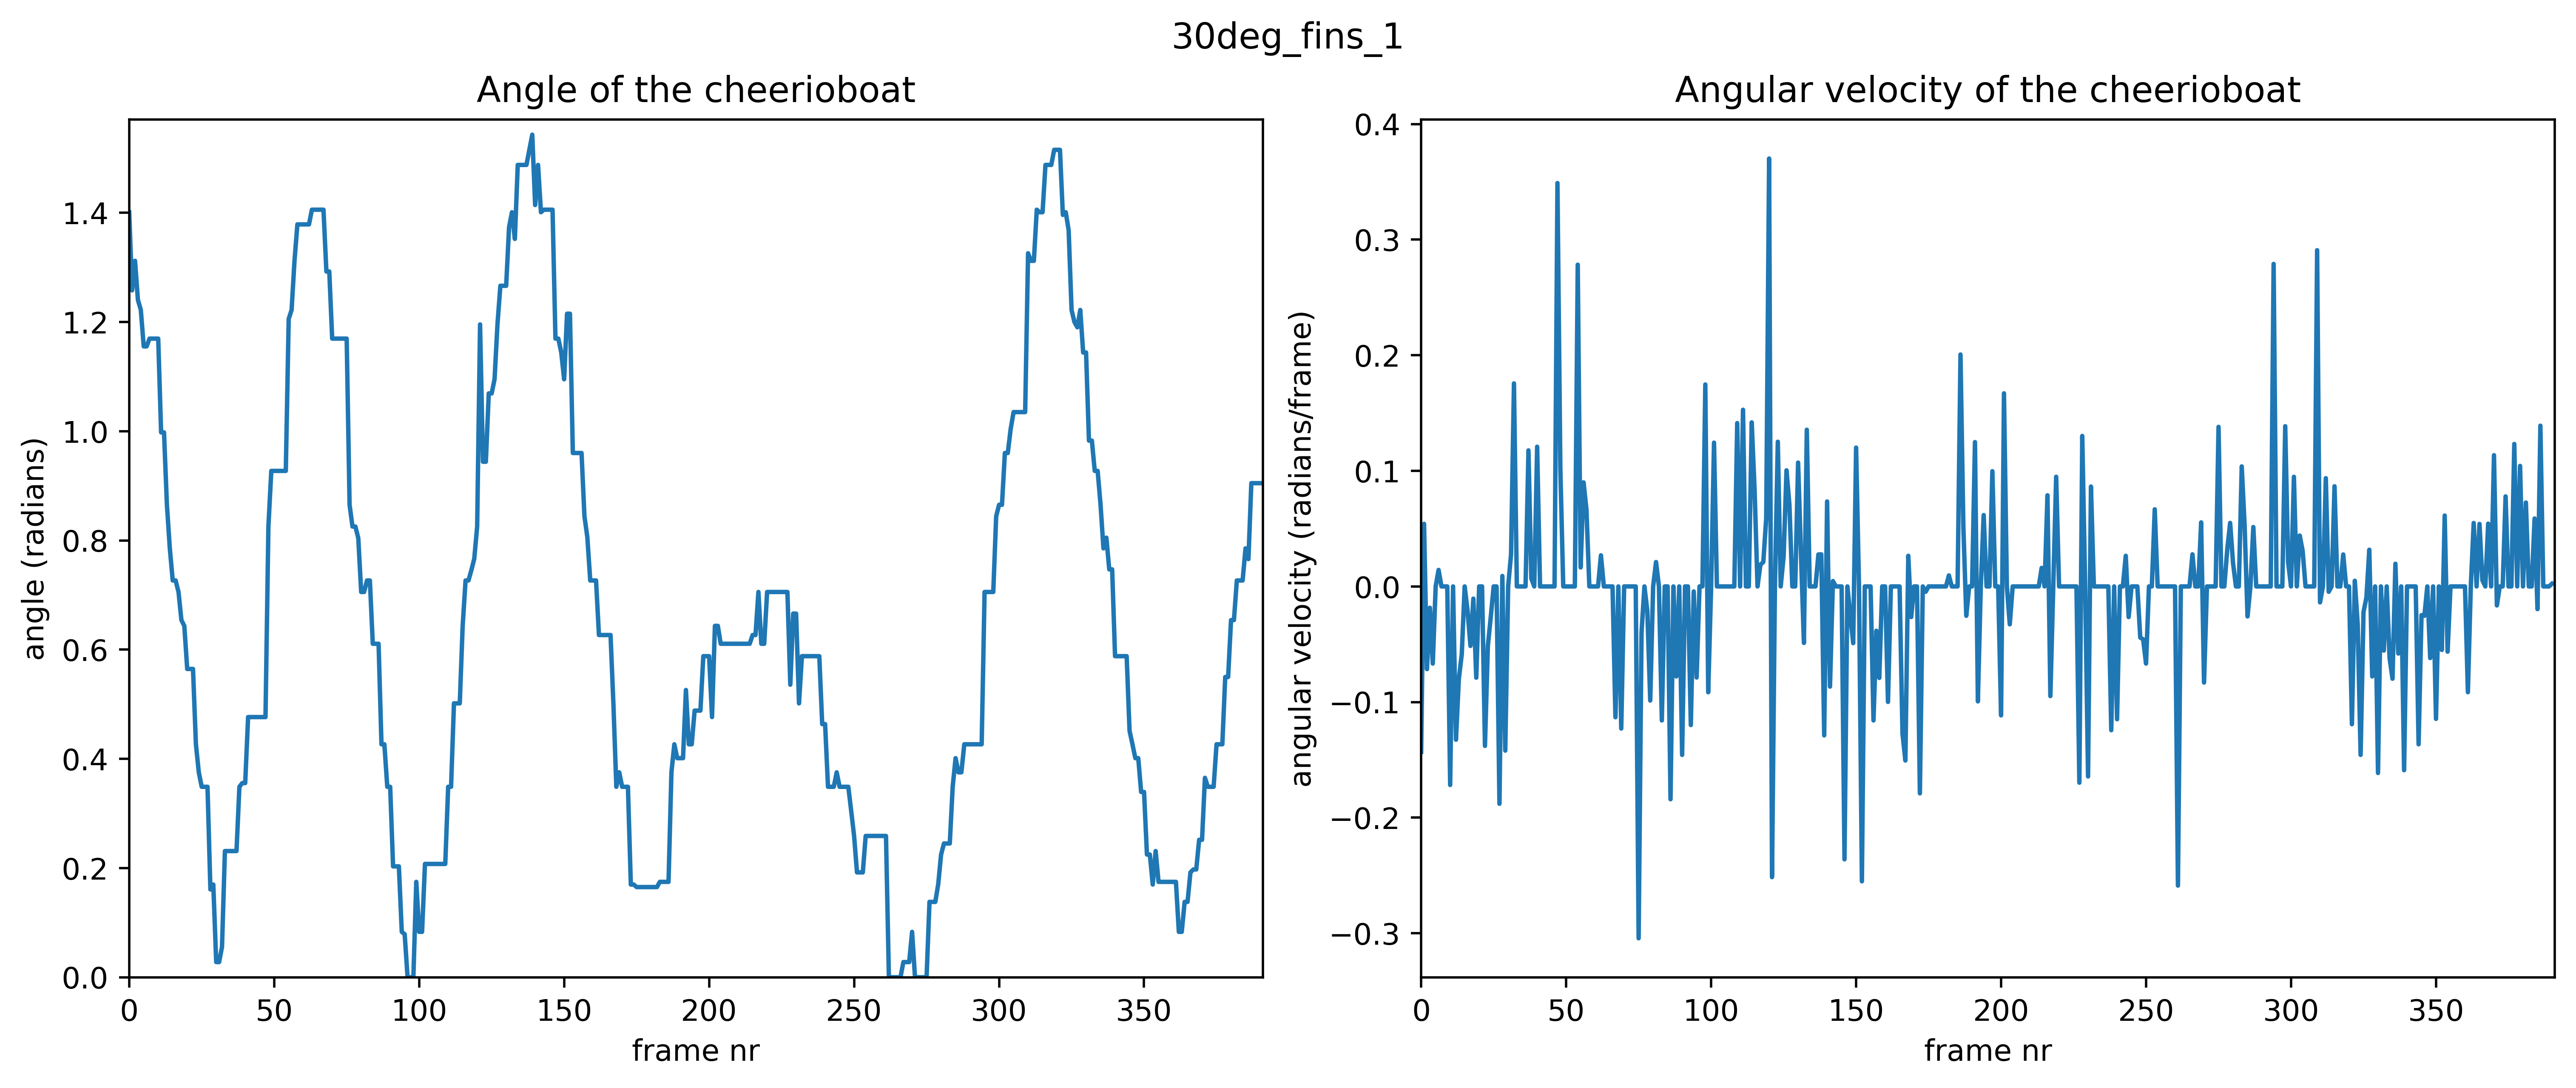 30deg_fins_1
Angle of the cheerioboat
angle (radians)
1.4
1.2
1.0
0.8
0.6
0.4
0.2
0.0
0 50 100 150 200 250 300 350
frame nr
Angular velocity of the cheerioboat
angular velocity (radians/frame)
0.4
0.3
0.2
0.1
0.0
−0.1
−0.2
−0.3
0 50 100 150 200 250 300 350
frame nr